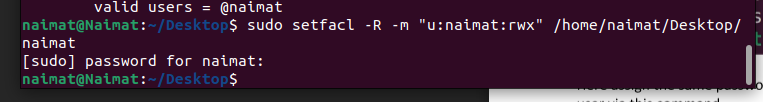 valid users = @naimat
naimat@Naimat:~/Desktop$ sudo setfacl -R -m "u:naimat:rwx" /home/naimat/Desktop/
naimat
[sudo] password for naimat:
naimat@Naimat:~/Desktop$